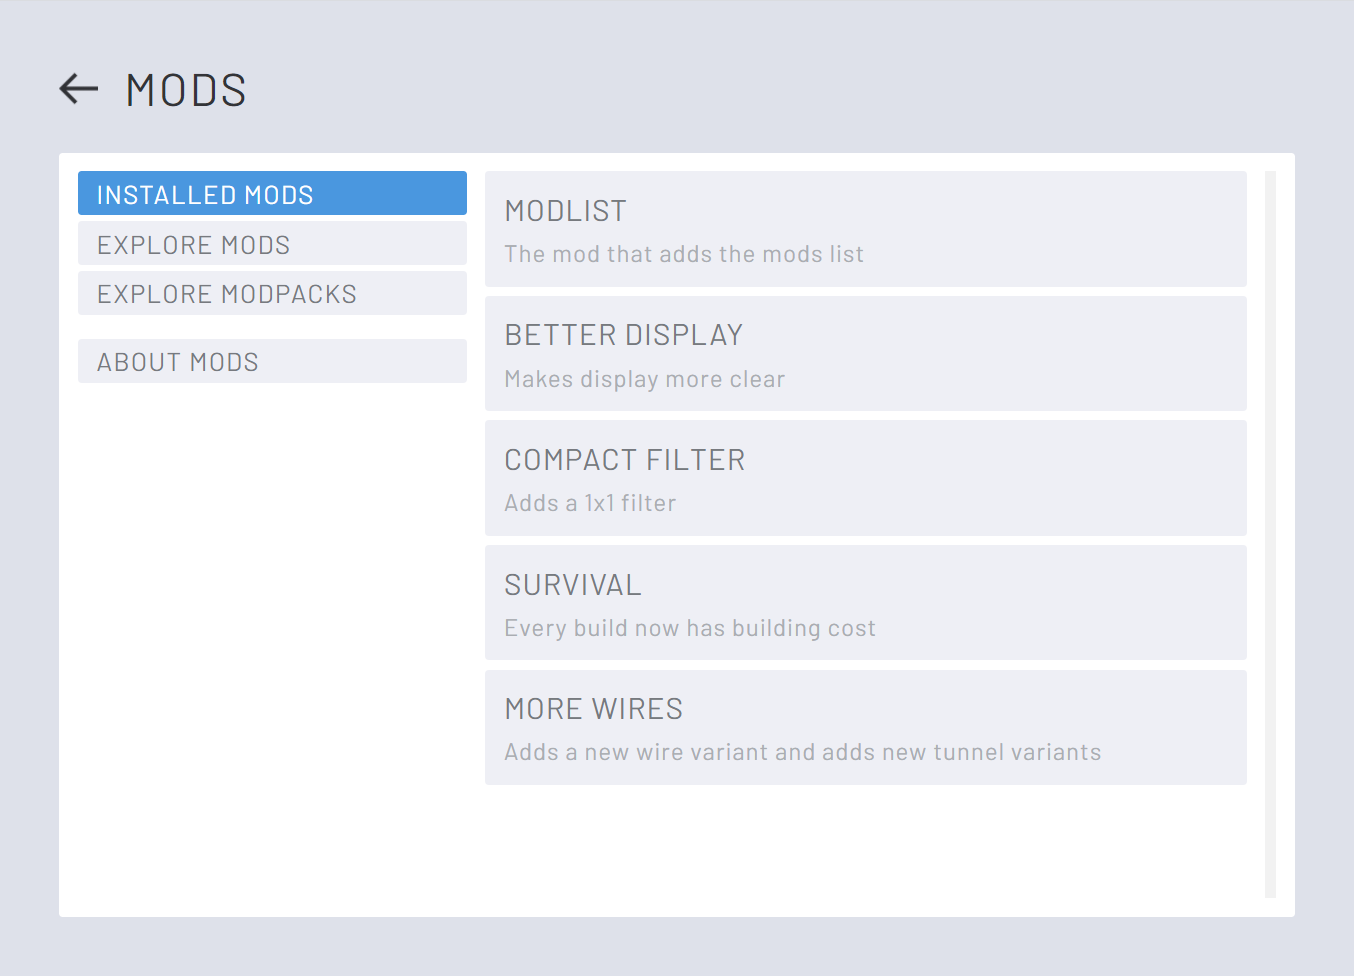 MODS
INSTALLED MODS
EXPLORE MODS
EXPLORE MODPACKS
ABOUT MODS
MODLIST
The mod that adds the mods list
BETTER DISPLAY
Makes display more clear
COMPACT FILTER
Adds a 1x1 filter
SURVIVAL
Every build now has building cost
MORE WIRES
Adds a new wire variant and adds new tunnel variants